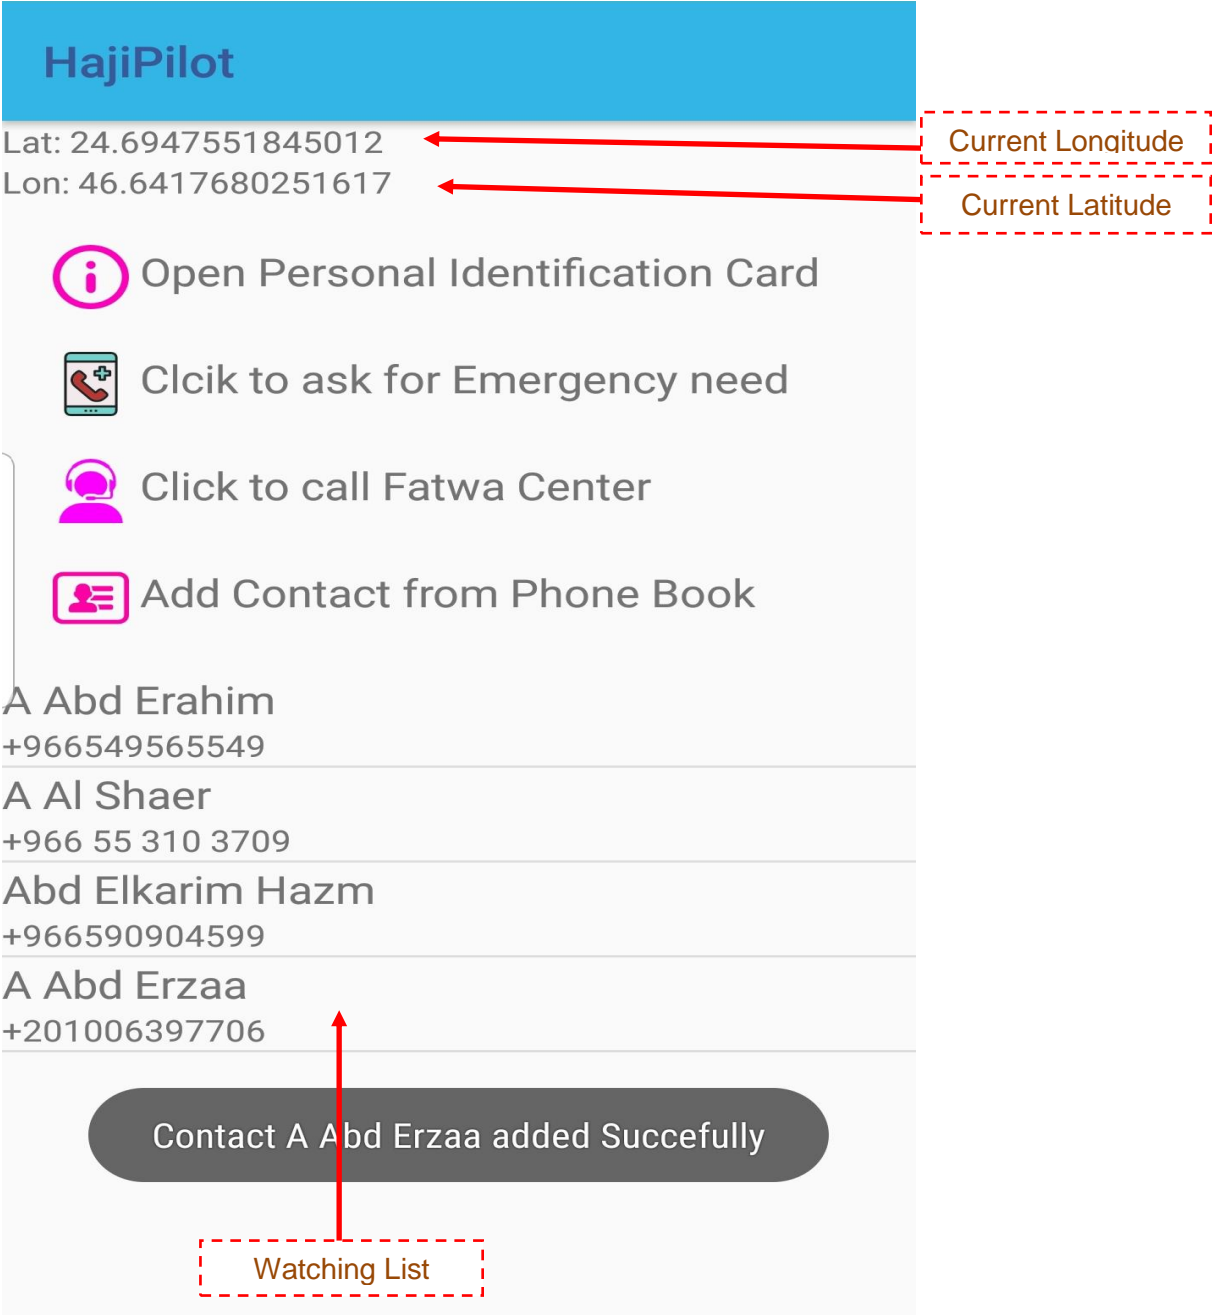 HajiPilot
Lat: 24.6947551845012
Current Longitude
Lon: 46.6417680251617
Current Latitude
Open Personal Identification Card
Clcik to ask for Emergency need
Click to call Fatwa Center
Add Contact from Phone Book
A Abd Erahim
+966549565549
A Al Shaer
+966 55 310 3709
Abd Elkarim Hazm
+966590904599
A Abd Erzaa
+201006397706
Contact A Abd Erzaa added Succefully
Watching List